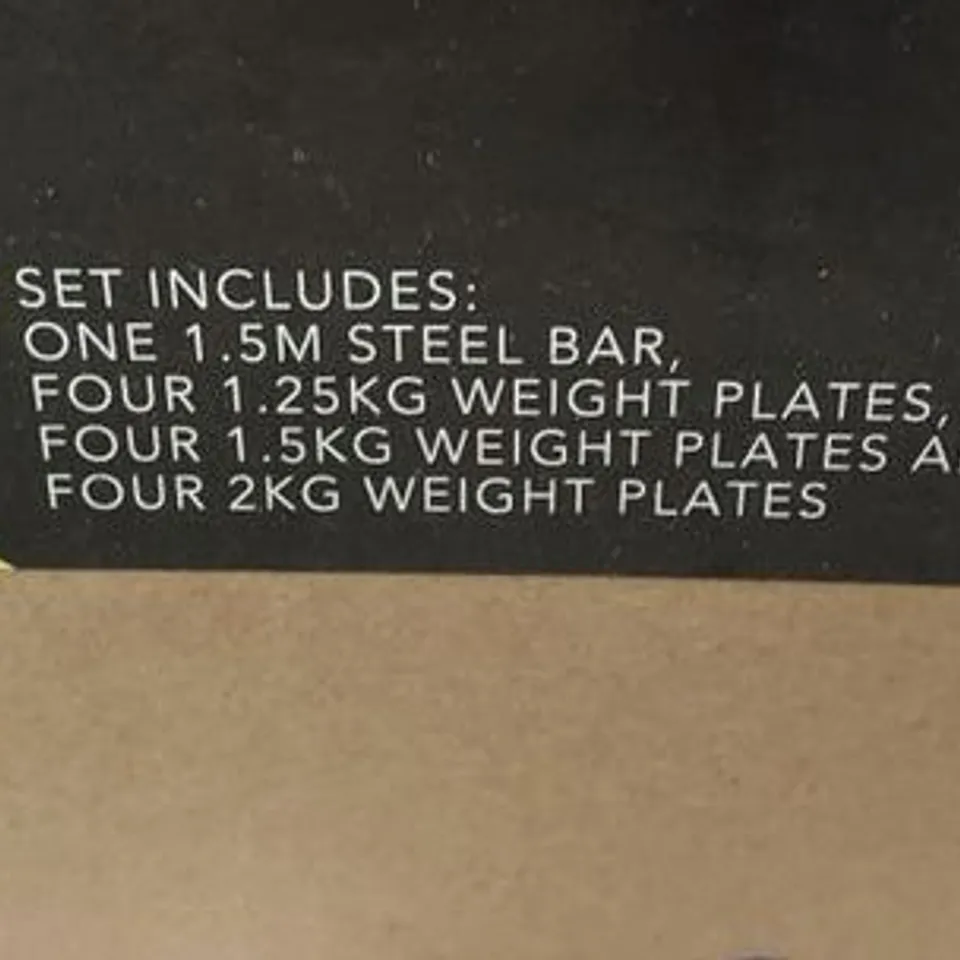 SET INCLUDES:
ONE 1.5M STEEL BAR,
FOUR 1.25KG WEIGHT PLATES,
FOUR 1.5KG WEIGHT PLATES
FOUR 2KG WEIGHT PLATES